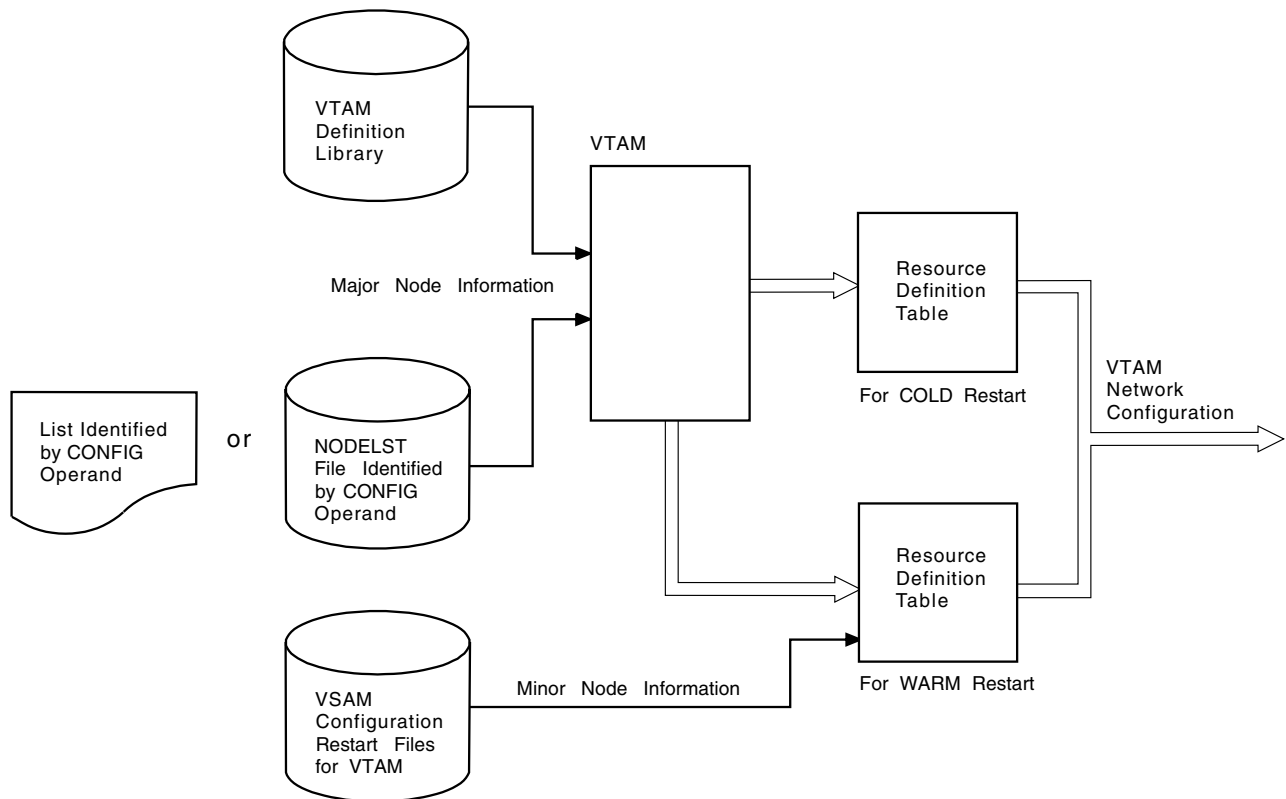 VTAM
Definition
Library
VTAM
Major Node Information
Resource
Definition
Table
For COLD Restart
VTAM
Network
Configuration
List Identified
by CONFIG
Operand
or
NODELST
File Identified
by CONFIG
Operand
Resource
Definition
Table
For WARM Restart
Minor Node Information
VSAM
Configuration
Restart Files
for VTAM